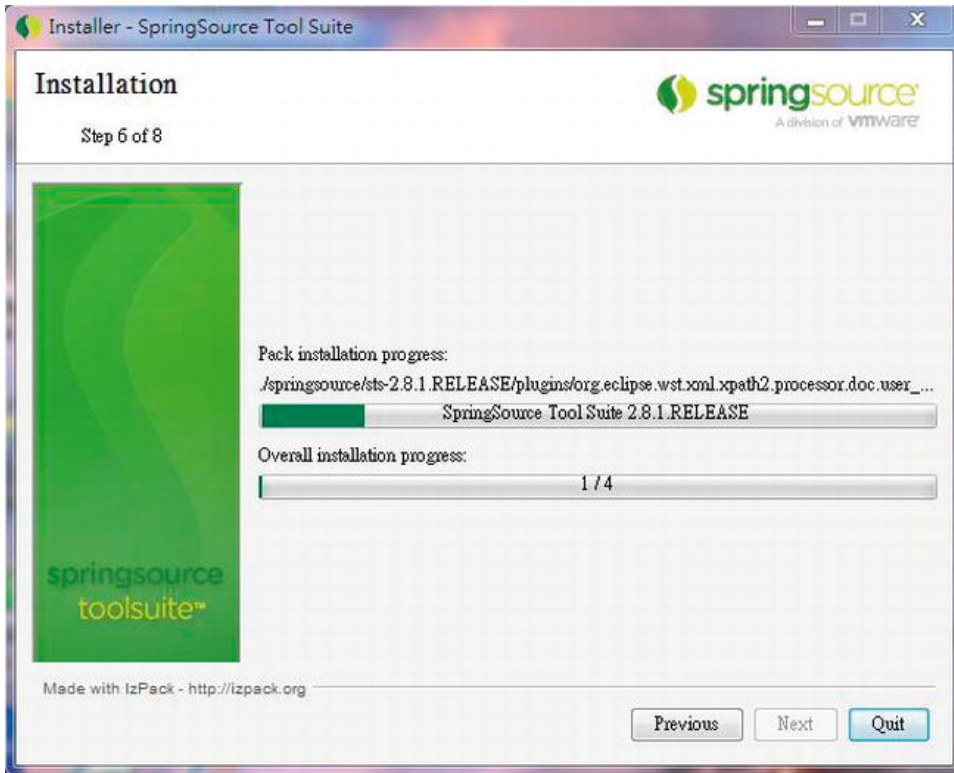 Installer - SpringSource Tool Suite
Installation
springsource
Step 6 of 8
A division of vmware
Pack installation progress:
./springsource/sts-2.8.1.RELEASE/plugins/org.eclipse.wst.xml.xpath2.processor.doc.user_...
SpringSource Tool Suite 2.8.1.RELEASE
Overall installation progress:
1 / 4
springsource
toolsuite™
Made with IzPack - http://izpack.org
Previous Next Quit